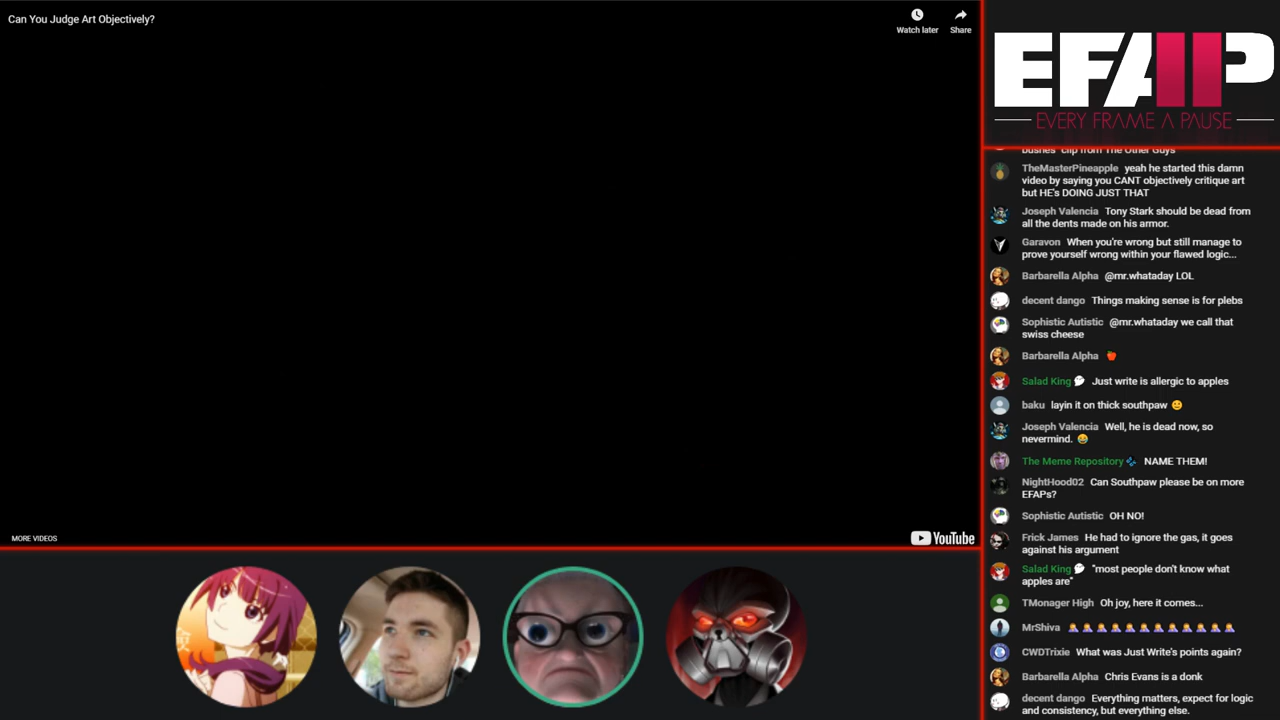 Can You Judge Art Objectively?
Watch later
Share
MORE VIDEOS
YouTube
EFAP
EVERY FRAME A PAUSE
bushes" clip from The Other Guys
TheMasterPineapple yeah he started this damn
video by saying you CANT objectively critique art
but HE's DOING JUST THAT
Joseph Valencia Tony Stark should be dead from
all the dents made on his armor.
Garavon When you're wrong but still manage to
prove yourself wrong within your flawed logic...
Barbarella Alpha @mr.whataday LOL
decent dango Things making sense is for plebs
Sophistic Autistic @mr.whataday we call that
swiss cheese
Barbarella Alpha 🍎
Salad King Just write is allergic to apples
baku layin it on thick southpaw 😊
Joseph Valencia Well, he is dead now, so
nevermind. 😂
The Meme Repository NAME THEM!
NightHood02 Can Southpaw please be on more
EFAPs?
Sophistic Autistic OH NO!
Frick James He had to ignore the gas, it goes
against his argument
Salad King "most people don't know what
apples are"
TMonager High Oh joy, here it comes...
MrShiva 🤦‍♀️🤦‍♀️🤦‍♀️🤦‍♀️🤦‍♀️🤦‍♀️🤦‍♀️🤦‍♀️🤦‍♀️🤦‍♀️🤦‍♀️🤦‍♀️
CWDTrixie What was Just Write's points again?
Barbarella Alpha Chris Evans is a donk
decent dango Everything matters, expect for logic
and consistency, but everything else.